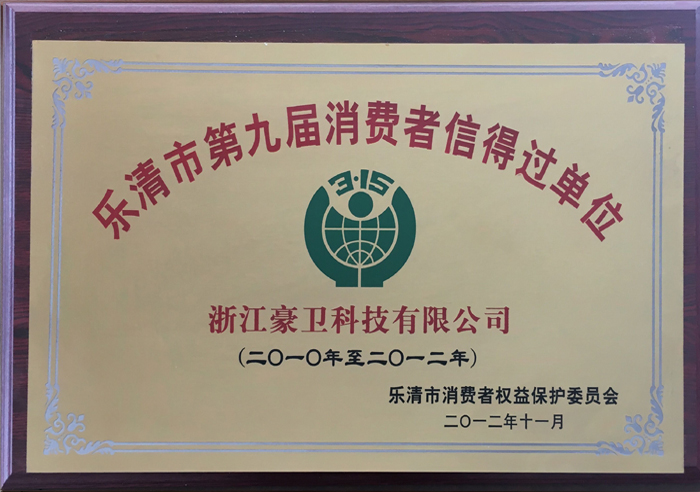 乐清市第九届消费者信得过单位
3·15
浙江豪卫科技有限公司
(二〇一〇年至二〇一二年)
乐清市消费者权益保护委员会
二〇一二年十一月